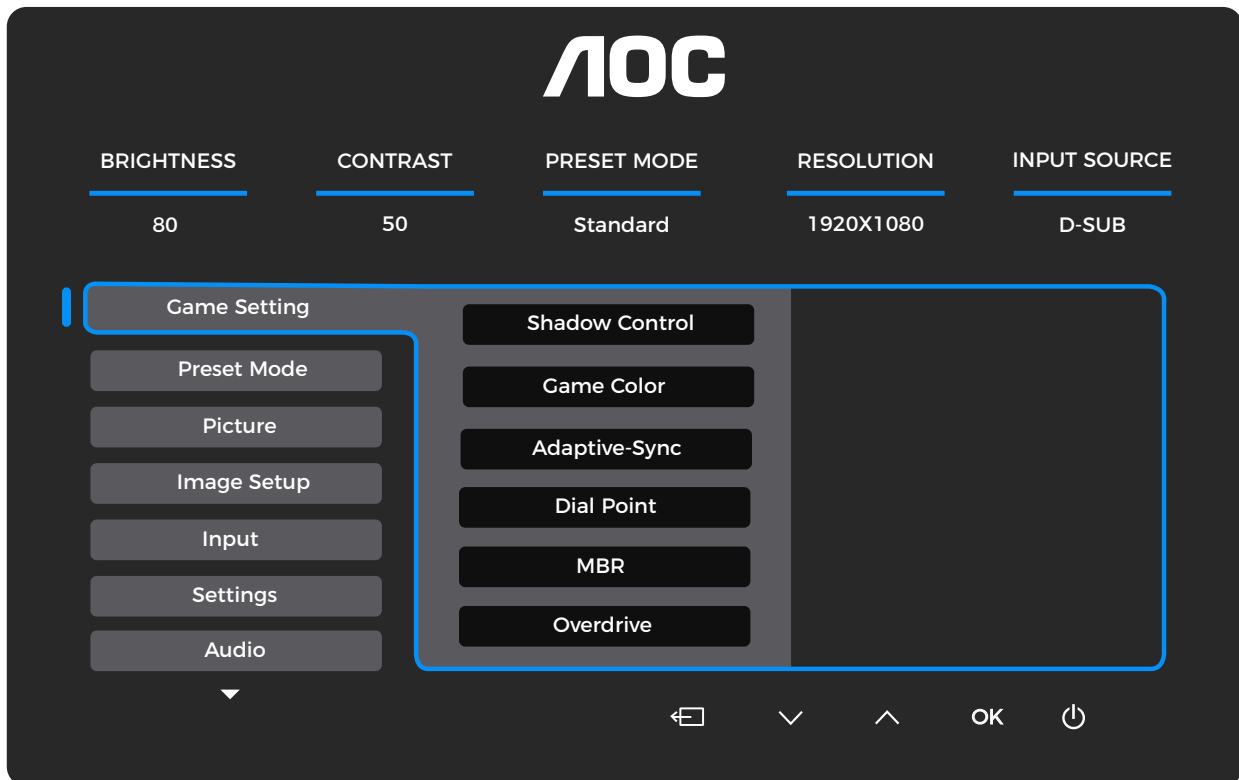 AOC
BRIGHTNESS CONTRAST PRESET MODE RESOLUTION INPUT SOURCE
80 50 Standard 1920X1080 D-SUB
Game Setting
Preset Mode
Picture
Image Setup
Input
Settings
Audio
Shadow Control
Game Color
Adaptive-Sync
Dial Point
MBR
Overdrive
OK